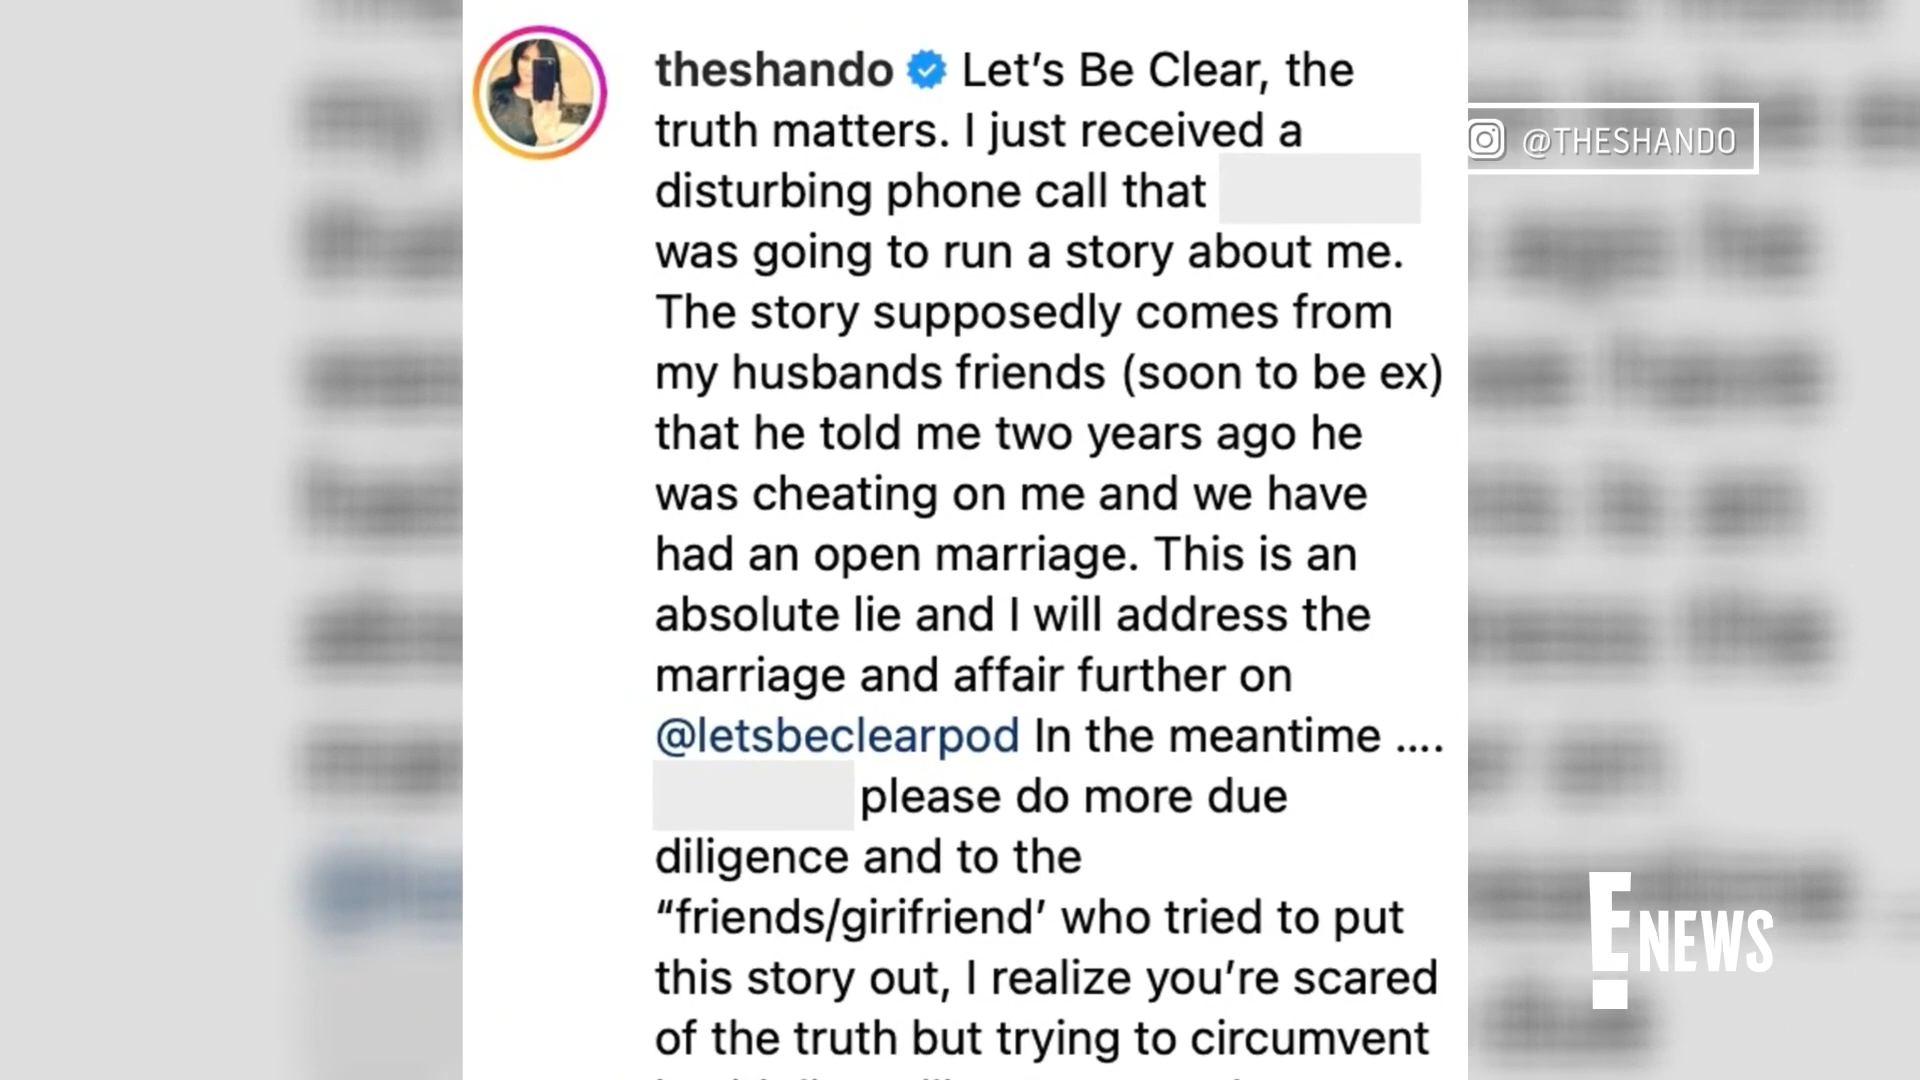 theshando Let's Be Clear, the
truth matters. I just received a
disturbing phone call that
was going to run a story about me.
The story supposedly comes from
my husbands friends (soon to be ex)
that he told me two years ago he
was cheating on me and we have
had an open marriage. This is an
absolute lie and I will address the
marriage and affair further on
@letsbeclearpod In the meantime ....
please do more due
diligence and to the
“friends/girifriend’ who tried to put
this story out, I realize you’re scared
of the truth but trying to circumvent
@THESHANDO
E! NEWS